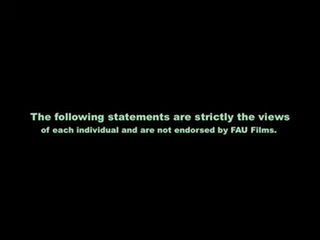 The following statements are strictly the views
of each individual and are not endorsed by FAU Films.